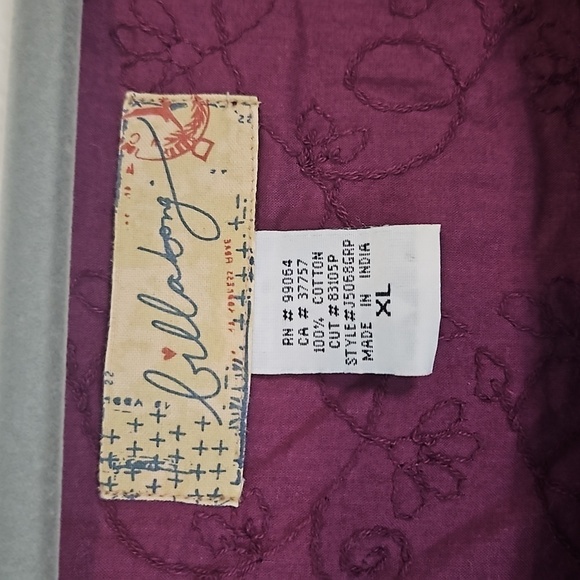 billabong
RN # 99064
CA # 37757
100% COTTON
CUT # 83105P
STYLE#J5068GRP
MADE IN INDIA
XL